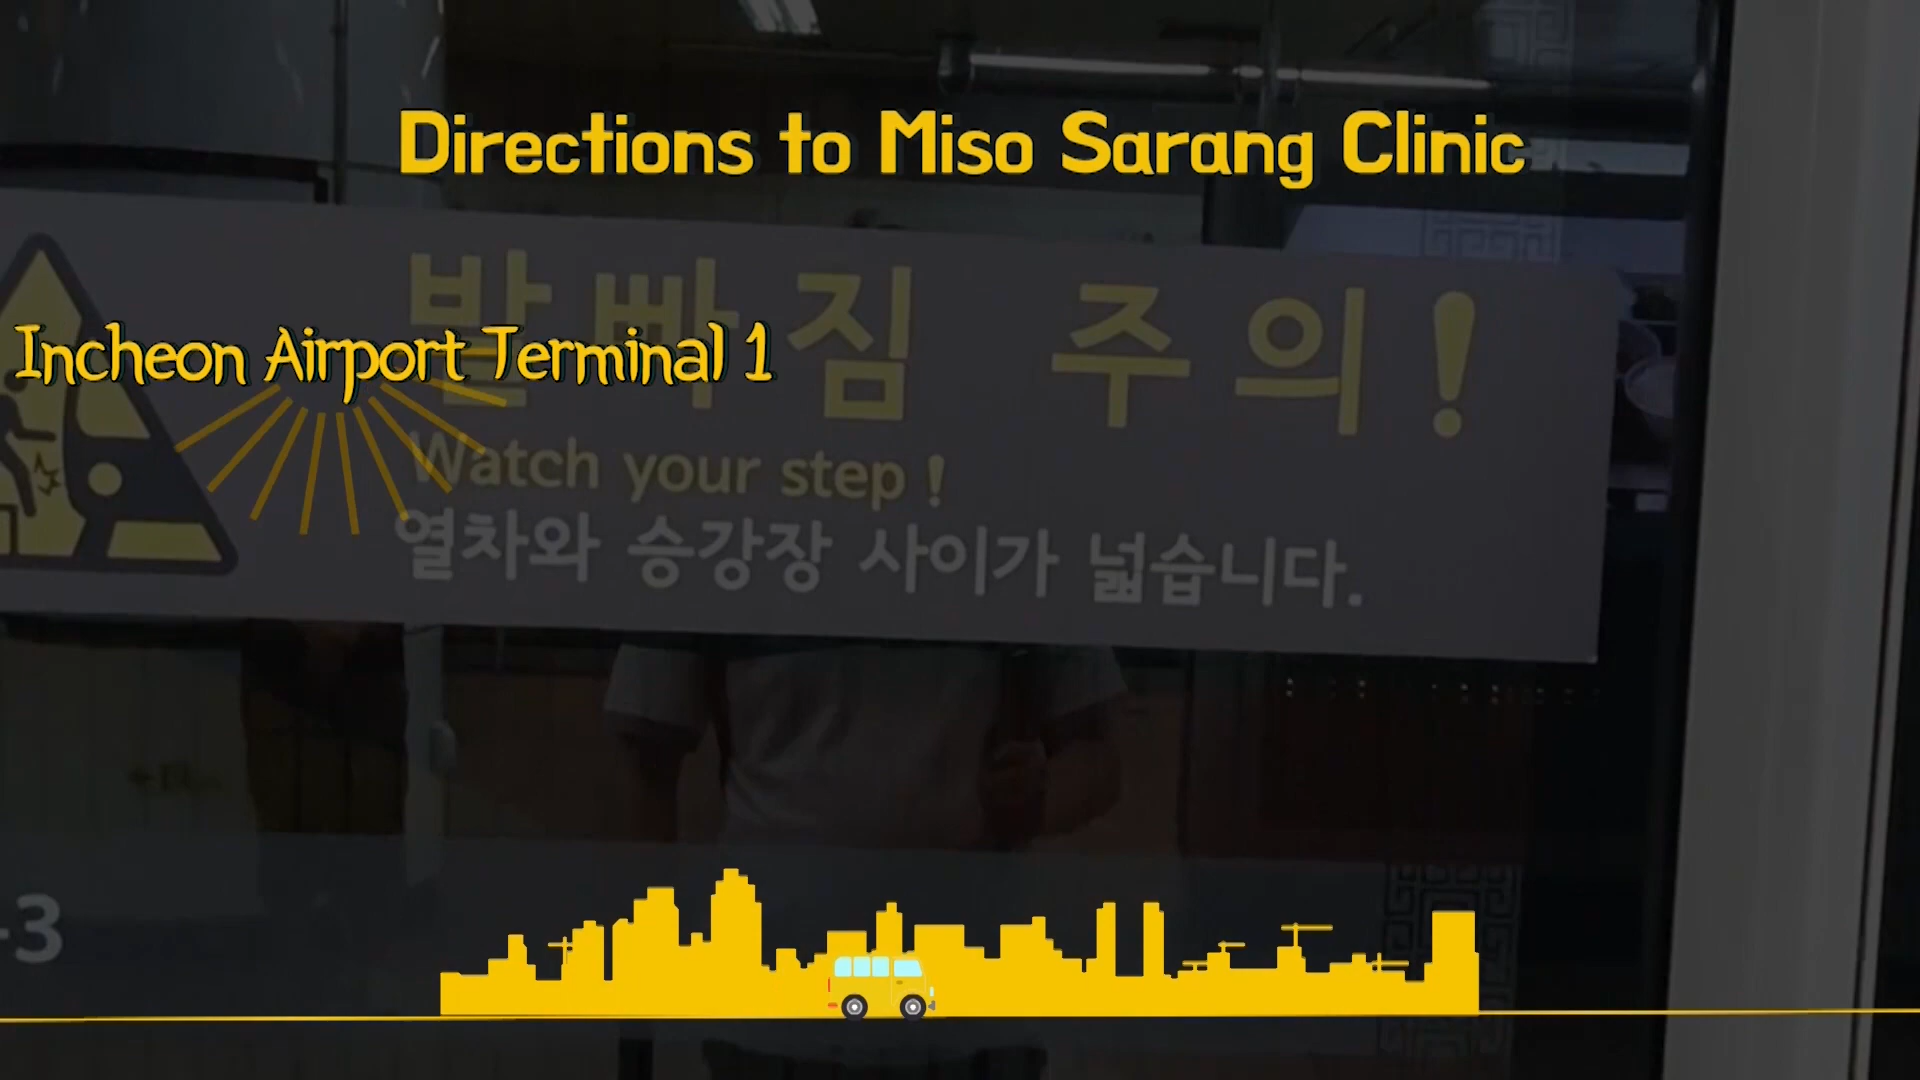 Directions to Miso Sarang Clinic
발빠짐 주의!
Incheon Airport Terminal 1
Watch your step!
열차와 승강장 사이가 넓습니다.
-3